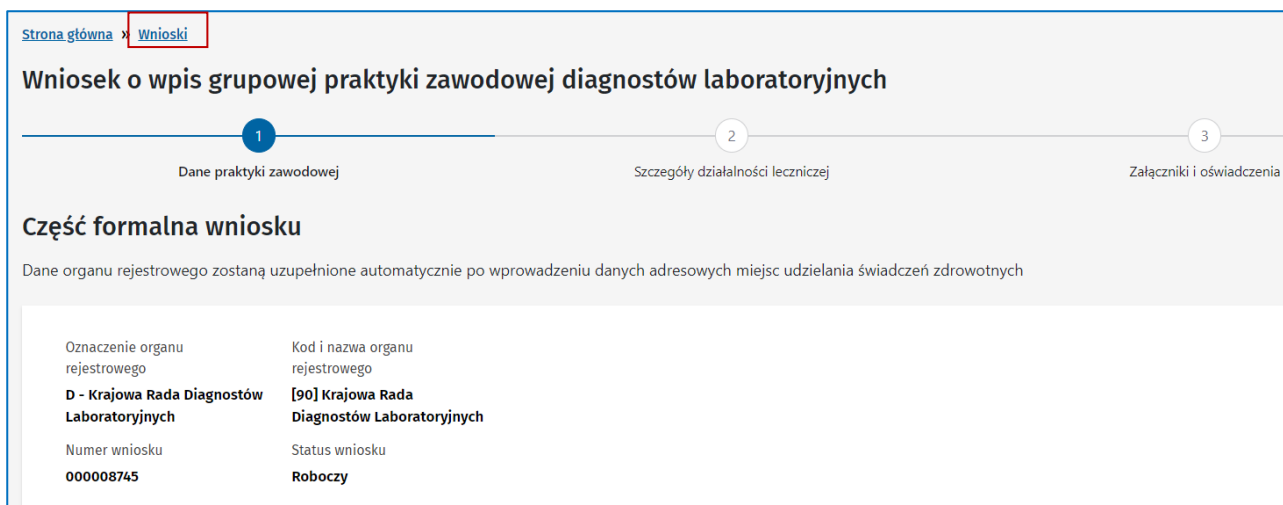 Strona główna » Wnioski
Wniosek o wpis grupowej praktyki zawodowej diagnostów laboratoryjnych
1 2 3
Dane praktyki zawodowej Szczegóły działalności leczniczej Załączniki i oświadczenia
Część formalna wniosku
Dane organu rejestrowego zostaną uzupełnione automatycznie po wprowadzeniu danych adresowych miejsc udzielania świadczeń zdrowotnych
Oznaczenie organu rejestrowego
D - Krajowa Rada Diagnostów Laboratoryjnych
Kod i nazwa organu rejestrowego
[90] Krajowa Rada Diagnostów Laboratoryjnych
Numer wniosku
000008745
Status wniosku
Roboczy